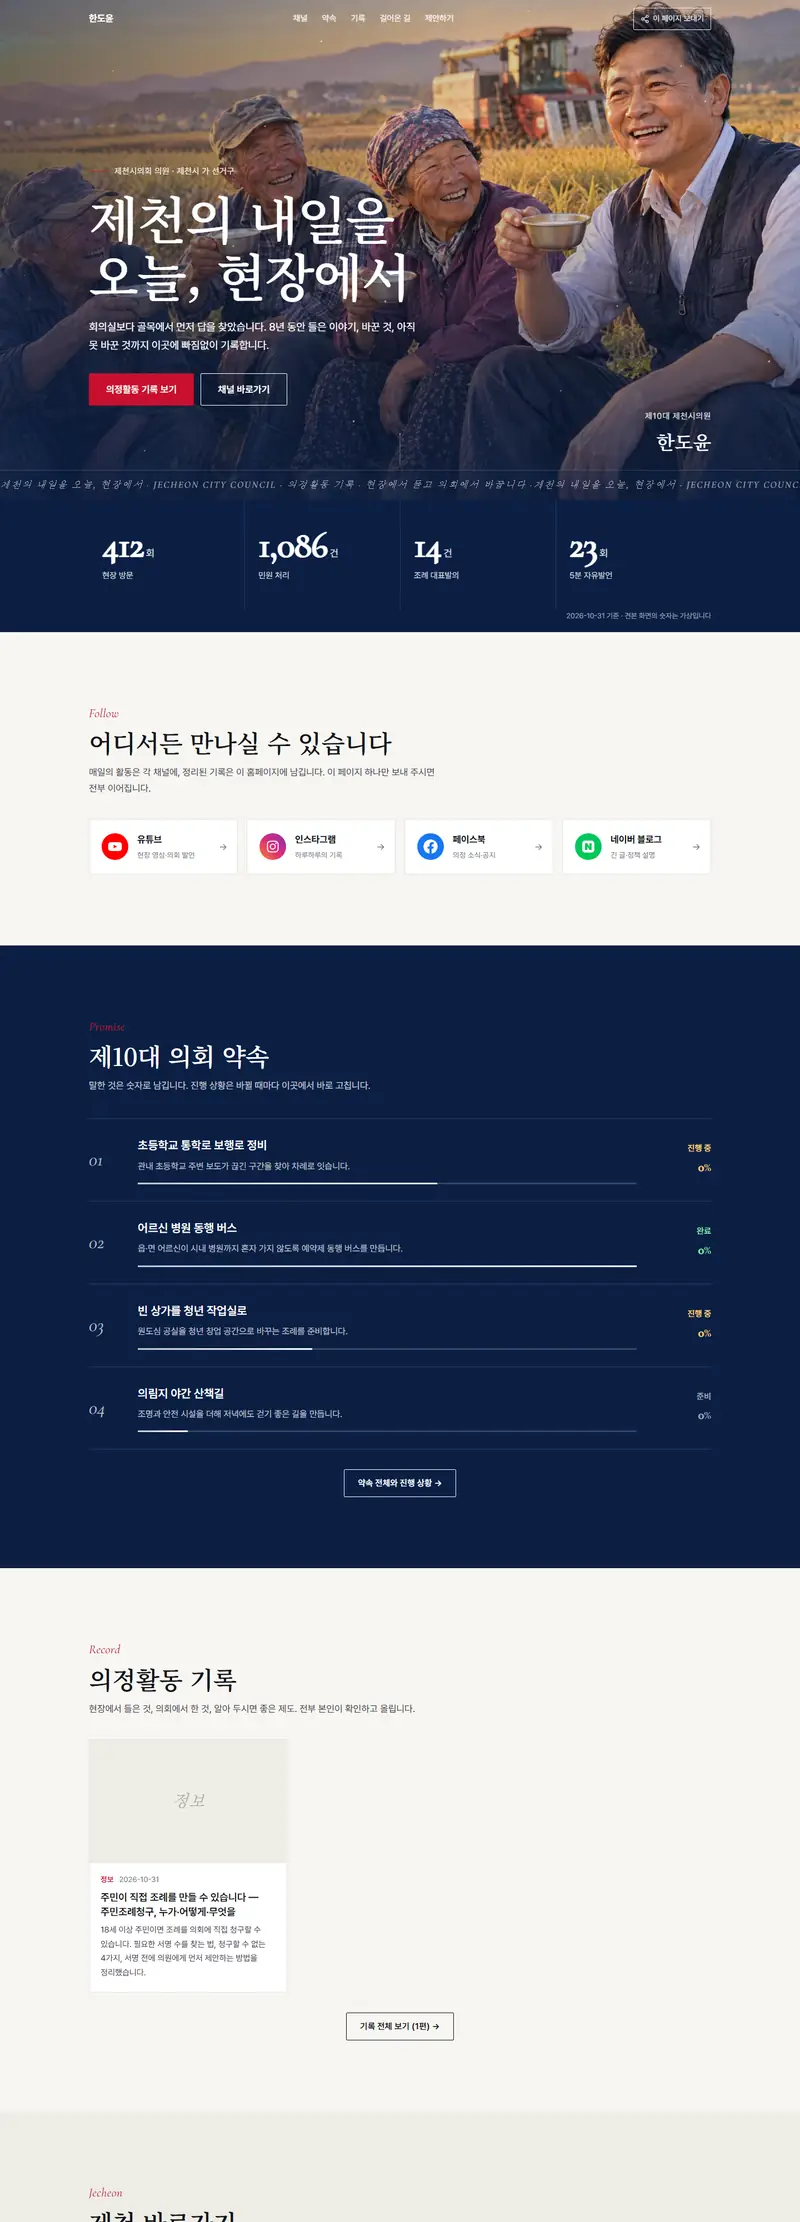 한도윤
채널 약속 기록 걸어온 길 제안하기
이 페이지 보내기
제천시의회 의원 · 제천시 가 선거구
제천의 내일을
오늘, 현장에서
회의실보다 골목에서 먼저 답을 찾았습니다. 8년 동안 들은 이야기, 바꾼 것, 아직
못 바꾼 것까지 이곳에 빠짐없이 기록합니다.
의정활동 기록 보기
채널 바로가기
제10대 제천시의원
한도윤
제천의 내일을 오늘, 현장에서 · JECHEON CITY COUNCIL · 의정활동 기록 · 현장에서 듣고 의회에서 바꿉니다 · 제천의 내일을 오늘, 현장에서 · JECHEON CITY COUNC
412회
현장 방문
1,086건
민원 처리
14건
조례 대표발의
23회
5분 자유발언
2026-10-31 기준 · 견본 화면의 숫자는 가상입니다
Follow
어디서든 만나실 수 있습니다
매일의 활동은 각 채널에, 정리된 기록은 이 홈페이지에 남깁니다. 이 페이지 하나만 보내 주시면
전부 이어집니다.
유튜브
현장 영상·의회 발언
→
인스타그램
하루하루의 기록
→
페이스북
의정 소식·공지
→
네이버 블로그
긴 글·정책 설명
→
Promise
제10대 의회 약속
말한 것은 숫자로 남깁니다. 진행 상황은 바뀔 때마다 이곳에서 바로 고칩니다.
01
초등학교 통학로 보행로 정비
관내 초등학교 주변 보도가 끊긴 구간을 찾아 차례로 잇습니다.
진행 중
0%
02
어르신 병원 동행 버스
읍·면 어르신이 시내 병원까지 혼자 가지 않도록 예약제 동행 버스를 만듭니다.
완료
0%
03
빈 상가를 청년 작업실로
원도심 공실을 청년 창업 공간으로 바꾸는 조례를 준비합니다.
진행 중
0%
04
의림지 야간 산책길
조명과 안전 시설을 더해 저녁에도 걷기 좋은 길을 만듭니다.
준비
0%
약속 전체와 진행 상황 →
Record
의정활동 기록
현장에서 들은 것, 의회에서 한 것, 알아 두시면 좋은 제도. 전부 본인이 확인하고 올립니다.
정보
정보 2026-10-31
주민이 직접 조례를 만들 수 있습니다 —
주민조례청구, 누가·어떻게·무엇을
18세 이상 주민이면 조례를 의회에 직접 청구할 수
있습니다. 필요한 서명 수를 찾는 법, 청구할 수 없는
4가지, 서명 전에 의원에게 먼저 제안하는 방법을
정리했습니다.
기록 전체 보기 (1편) →
Jecheon
제천 바로가기